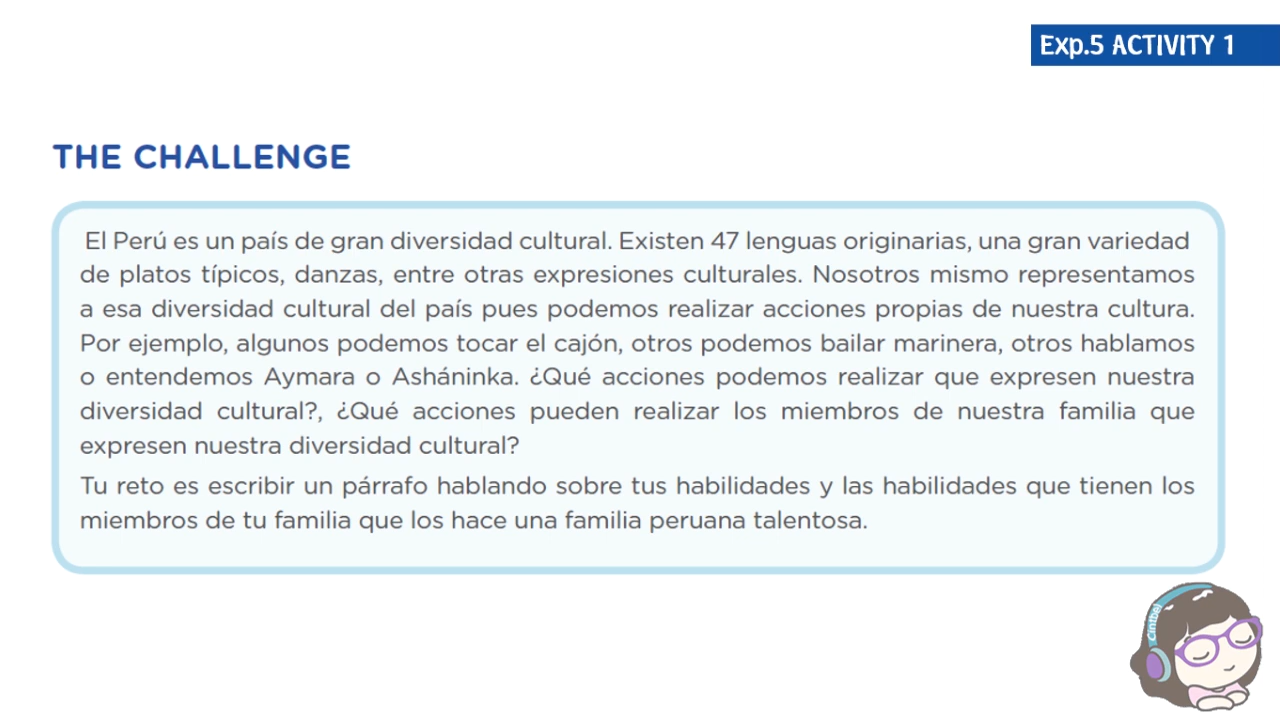 Exp.5 ACTIVITY 1
THE CHALLENGE
El Perú es un país de gran diversidad cultural. Existen 47 lenguas originarias, una gran variedad
de platos típicos, danzas, entre otras expresiones culturales. Nosotros mismo representamos
a esa diversidad cultural del país pues podemos realizar acciones propias de nuestra cultura.
Por ejemplo, algunos podemos tocar el cajón, otros podemos bailar marinera, otros hablamos
o entendemos Aymara o Asháninka. ¿Qué acciones podemos realizar que expresen nuestra
diversidad cultural?, ¿Qué acciones pueden realizar los miembros de nuestra familia que
expresen nuestra diversidad cultural?
Tu reto es escribir un párrafo hablando sobre tus habilidades y las habilidades que tienen los
miembros de tu familia que los hace una familia peruana talentosa.
Cintbel